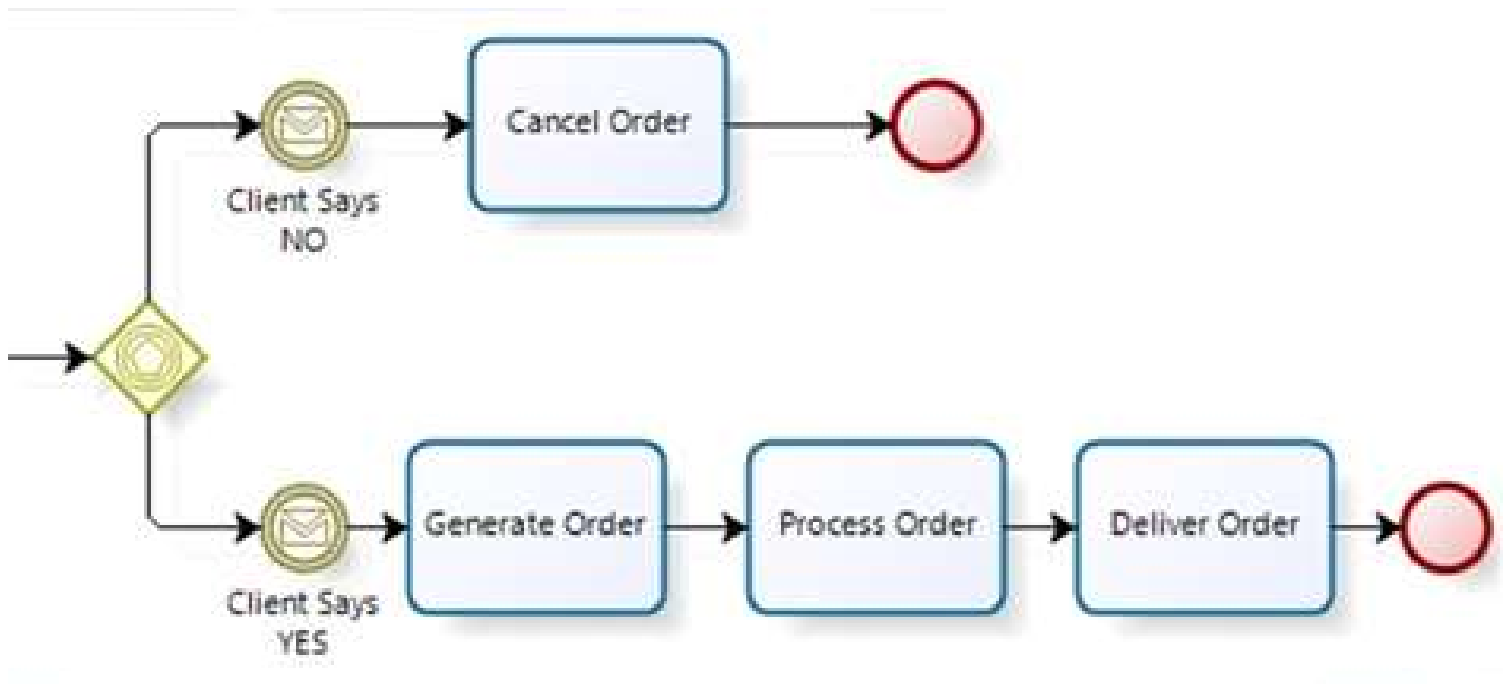 Cancel Order
Client Says
NO
Generate Order
Process Order
Deliver Order
Client Says
YES